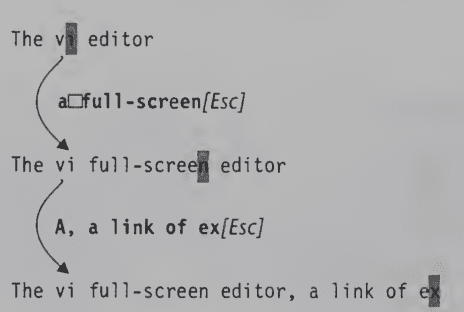 The vi editor
a□full-screen[Esc]
The vi full-screen editor
A, a link of ex[Esc]
The vi full-screen editor, a link of ex